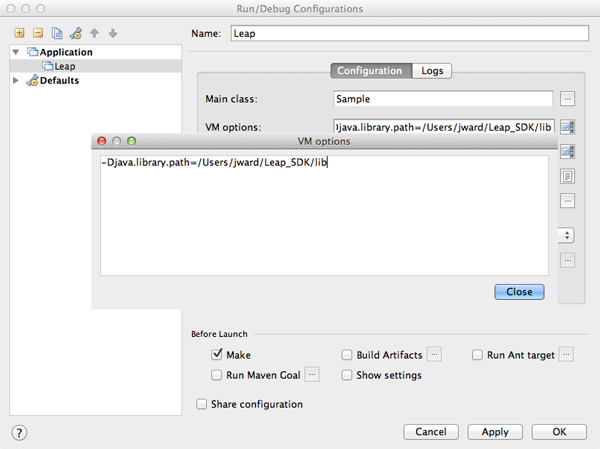 Run/Debug Configurations
Name: Leap
Application
Leap
Defaults
Configuration Logs
Main class: Sample ...
VM options: Djava.library.path=/Users/jward/Leap_SDK/lib
VM options
-Djava.library.path=/Users/jward/Leap_SDK/lib
...
...
Close
Before Launch
Make Build Artifacts ... Run Ant target ...
Run Maven Goal ... Show settings
Share configuration
? Cancel Apply OK